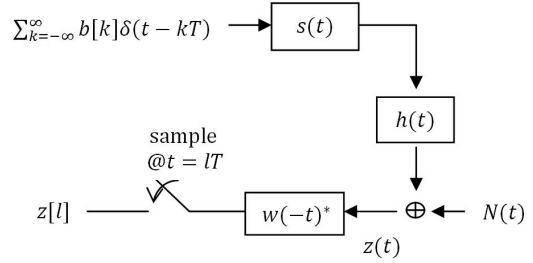 ∑_{k=−∞}^{∞} b[k]δ(t − kT)
s(t)
h(t)
sample
@t = lT
z[l]
w(−t)*
⊕
N(t)
z(t)